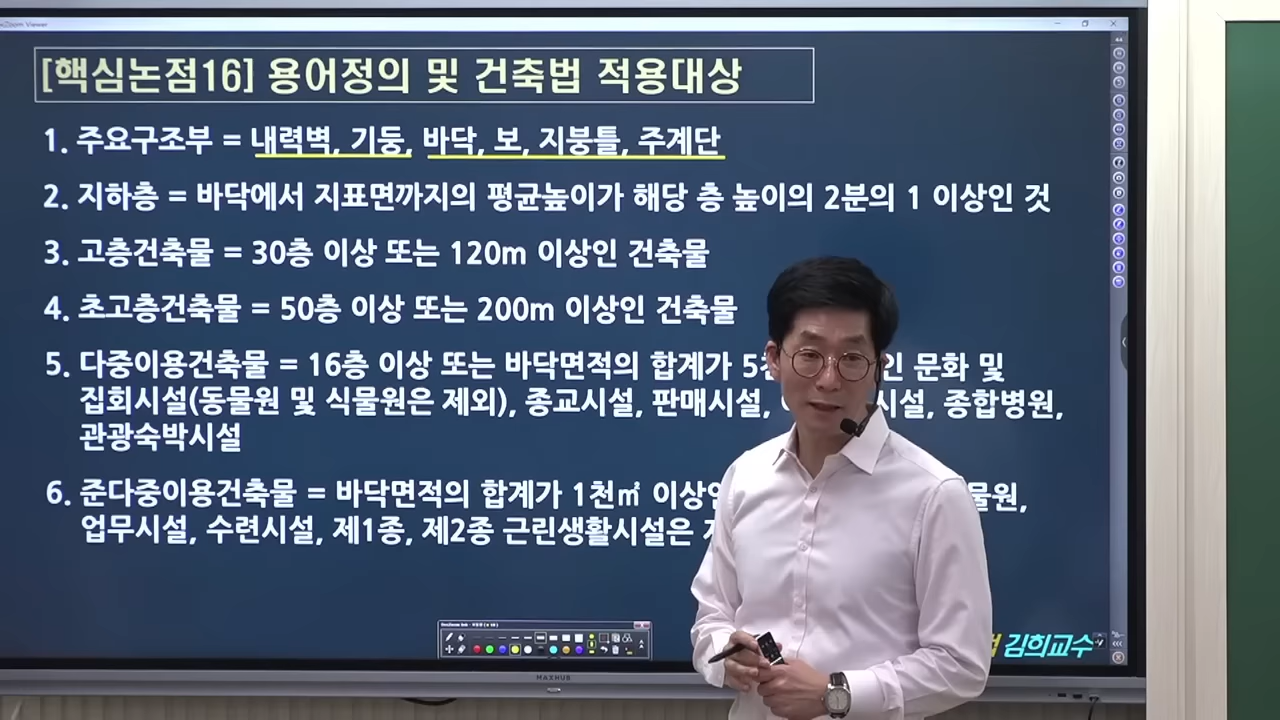 [핵심논점16] 용어정의 및 건축법 적용대상
1. 주요구조부 = 내력벽, 기둥, 바닥, 보, 지붕틀, 주계단
2. 지하층 = 바닥에서 지표면까지의 평균높이가 해당 층 높이의 2분의 1 이상인 것
3. 고층건축물 = 30층 이상 또는 120m 이상인 건축물
4. 초고층건축물 = 50층 이상 또는 200m 이상인 건축물
5. 다중이용건축물 = 16층 이상 또는 바닥면적의 합계가 인 문화 및
집회시설(동물원 및 식물원은 제외), 종교시설, 판매시설, 시설, 종합병원,
관광숙박시설
6. 준다중이용건축물 = 바닥면적의 합계가 1천㎡
업무시설, 수련시설, 제1종, 제2종 근린생활시설은
김희교수
MAXHUB